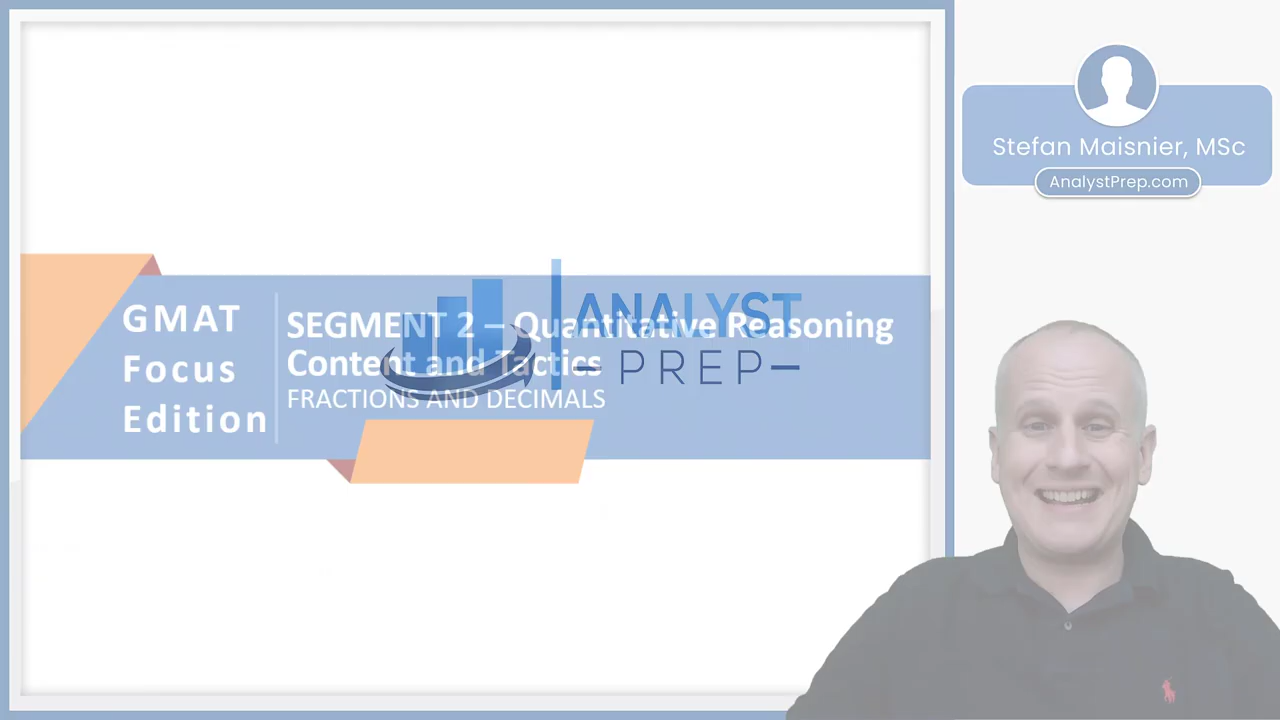 GMAT
Focus
Edition
SEGMENT 2 – Quantitative Reasoning
Content and Tactics
FRACTIONS AND DECIMALS
ANALYST
–PREP–
Stefan Maisnier, MSc
AnalystPrep.com